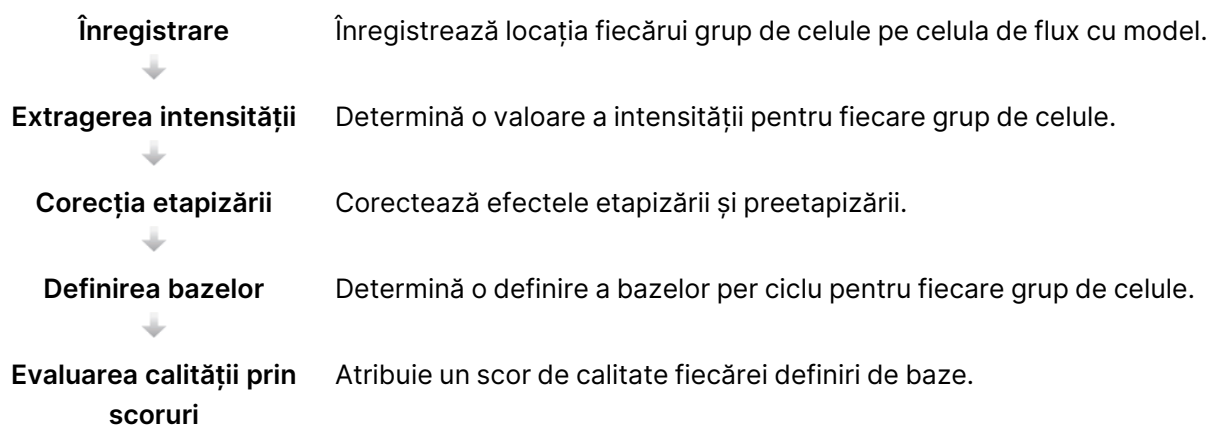 Înregistrare Înregistrează locația fiecărui grup de celule pe celula de flux cu model.
Extragerea intensității Determină o valoare a intensității pentru fiecare grup de celule.
Corecția etapizării Corectează efectele etapizării și preetapizării.
Definirea bazelor Determină o definire a bazelor per ciclu pentru fiecare grup de celule.
Evaluarea calității prin Atribuie un scor de calitate fiecărei definiri de baze.
scoruri